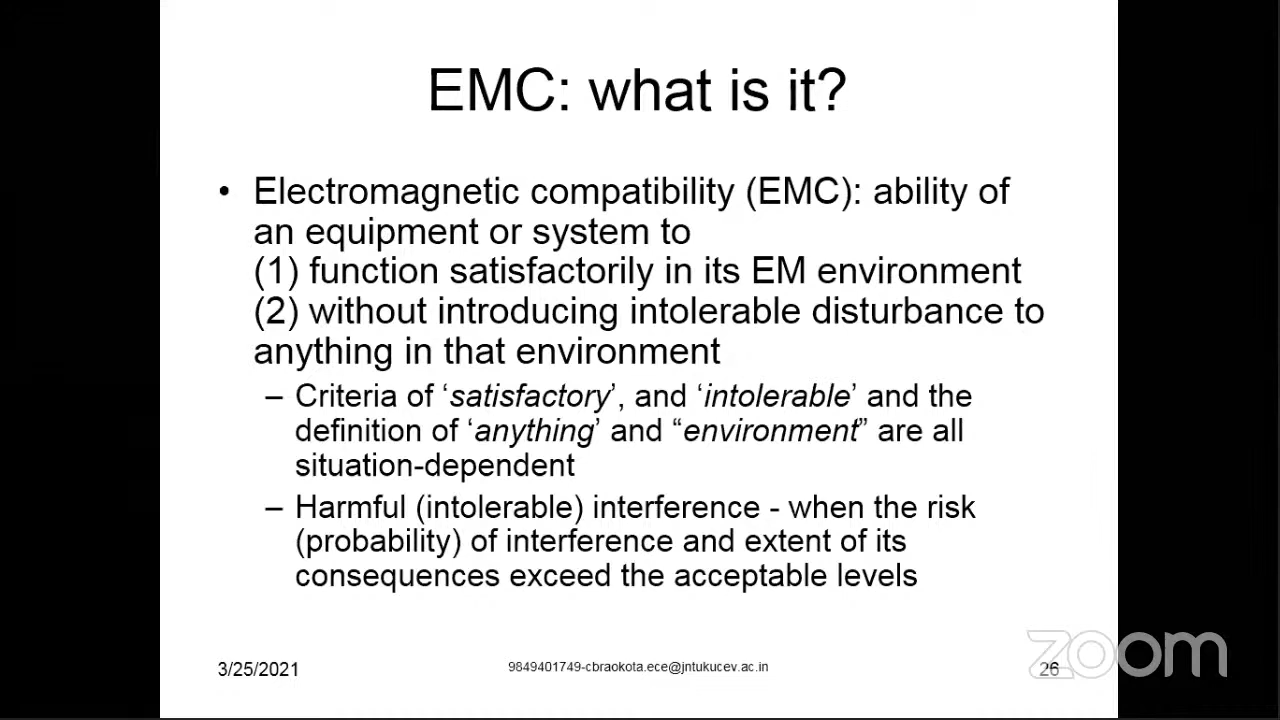 EMC: what is it?
• Electromagnetic compatibility (EMC): ability of
an equipment or system to
(1) function satisfactorily in its EM environment
(2) without introducing intolerable disturbance to
anything in that environment
– Criteria of ‘satisfactory’, and ‘intolerable’ and the
definition of ‘anything’ and “environment” are all
situation-dependent
– Harmful (intolerable) interference - when the risk
(probability) of interference and extent of its
consequences exceed the acceptable levels
3/25/2021
9849401749-cbraokota.ece@jntukucev.ac.in
26
zoom